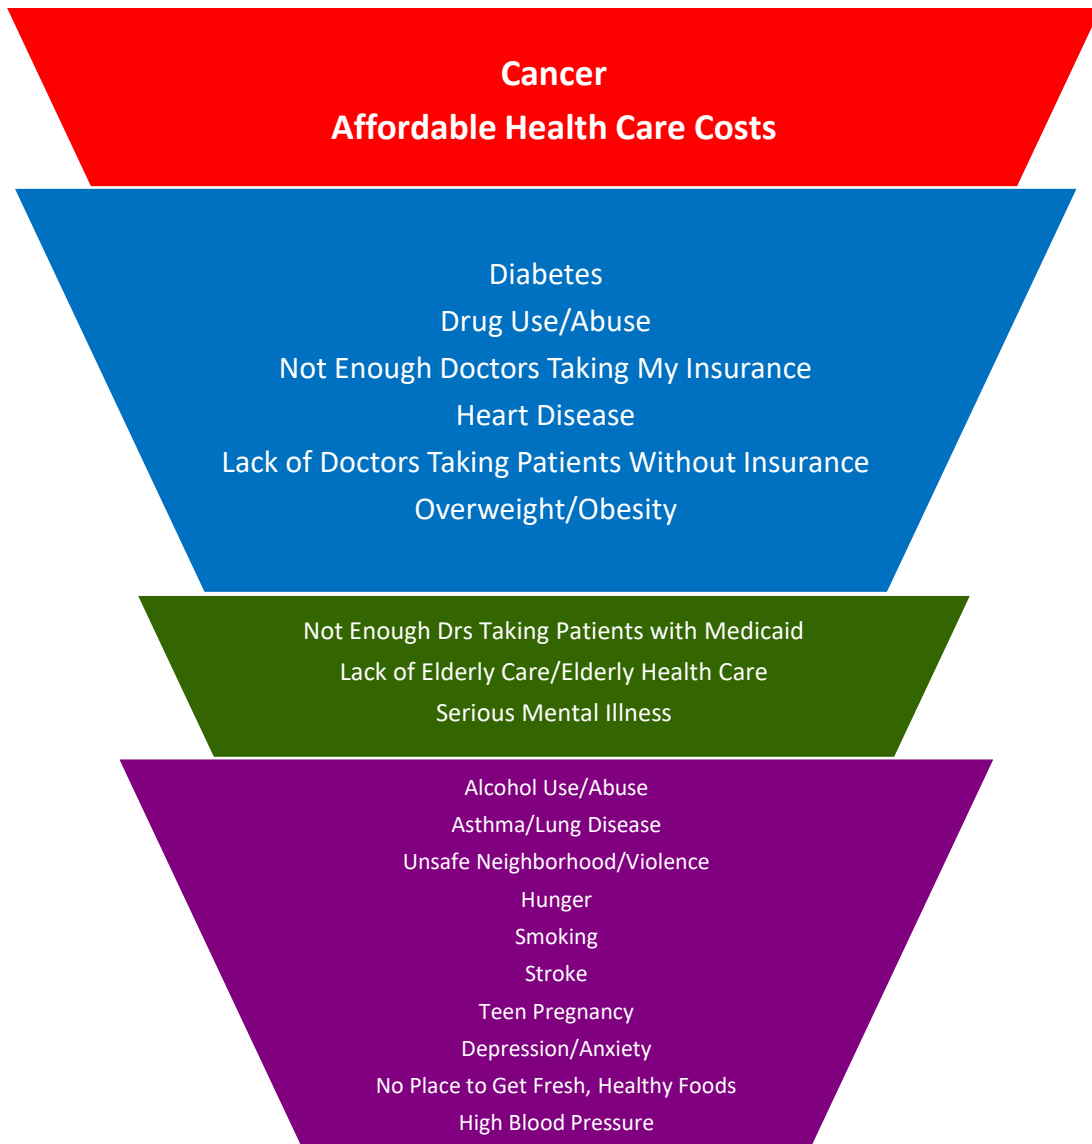 Cancer
Affordable Health Care Costs
Diabetes
Drug Use/Abuse
Not Enough Doctors Taking My Insurance
Heart Disease
Lack of Doctors Taking Patients Without Insurance
Overweight/Obesity
Not Enough Drs Taking Patients with Medicaid
Lack of Elderly Care/Elderly Health Care
Serious Mental Illness
Alcohol Use/Abuse
Asthma/Lung Disease
Unsafe Neighborhood/Violence
Hunger
Smoking
Stroke
Teen Pregnancy
Depression/Anxiety
No Place to Get Fresh, Healthy Foods
High Blood Pressure